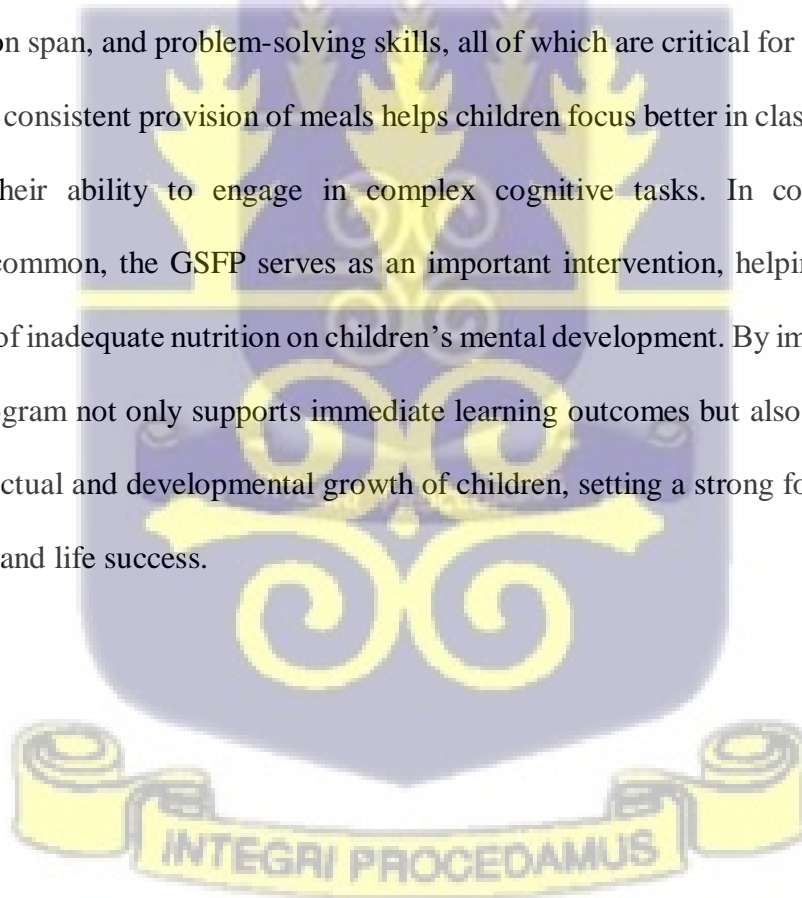 on span, and problem-solving skills, all of which are critical for
consistent provision of meals helps children focus better in clas
heir ability to engage in complex cognitive tasks. In co
common, the GSFP serves as an important intervention, helpin
of inadequate nutrition on children’s mental development. By im
ogram not only supports immediate learning outcomes but also
ctual and developmental growth of children, setting a strong fo
and life success.
INTEGRI PROCEDAMUS